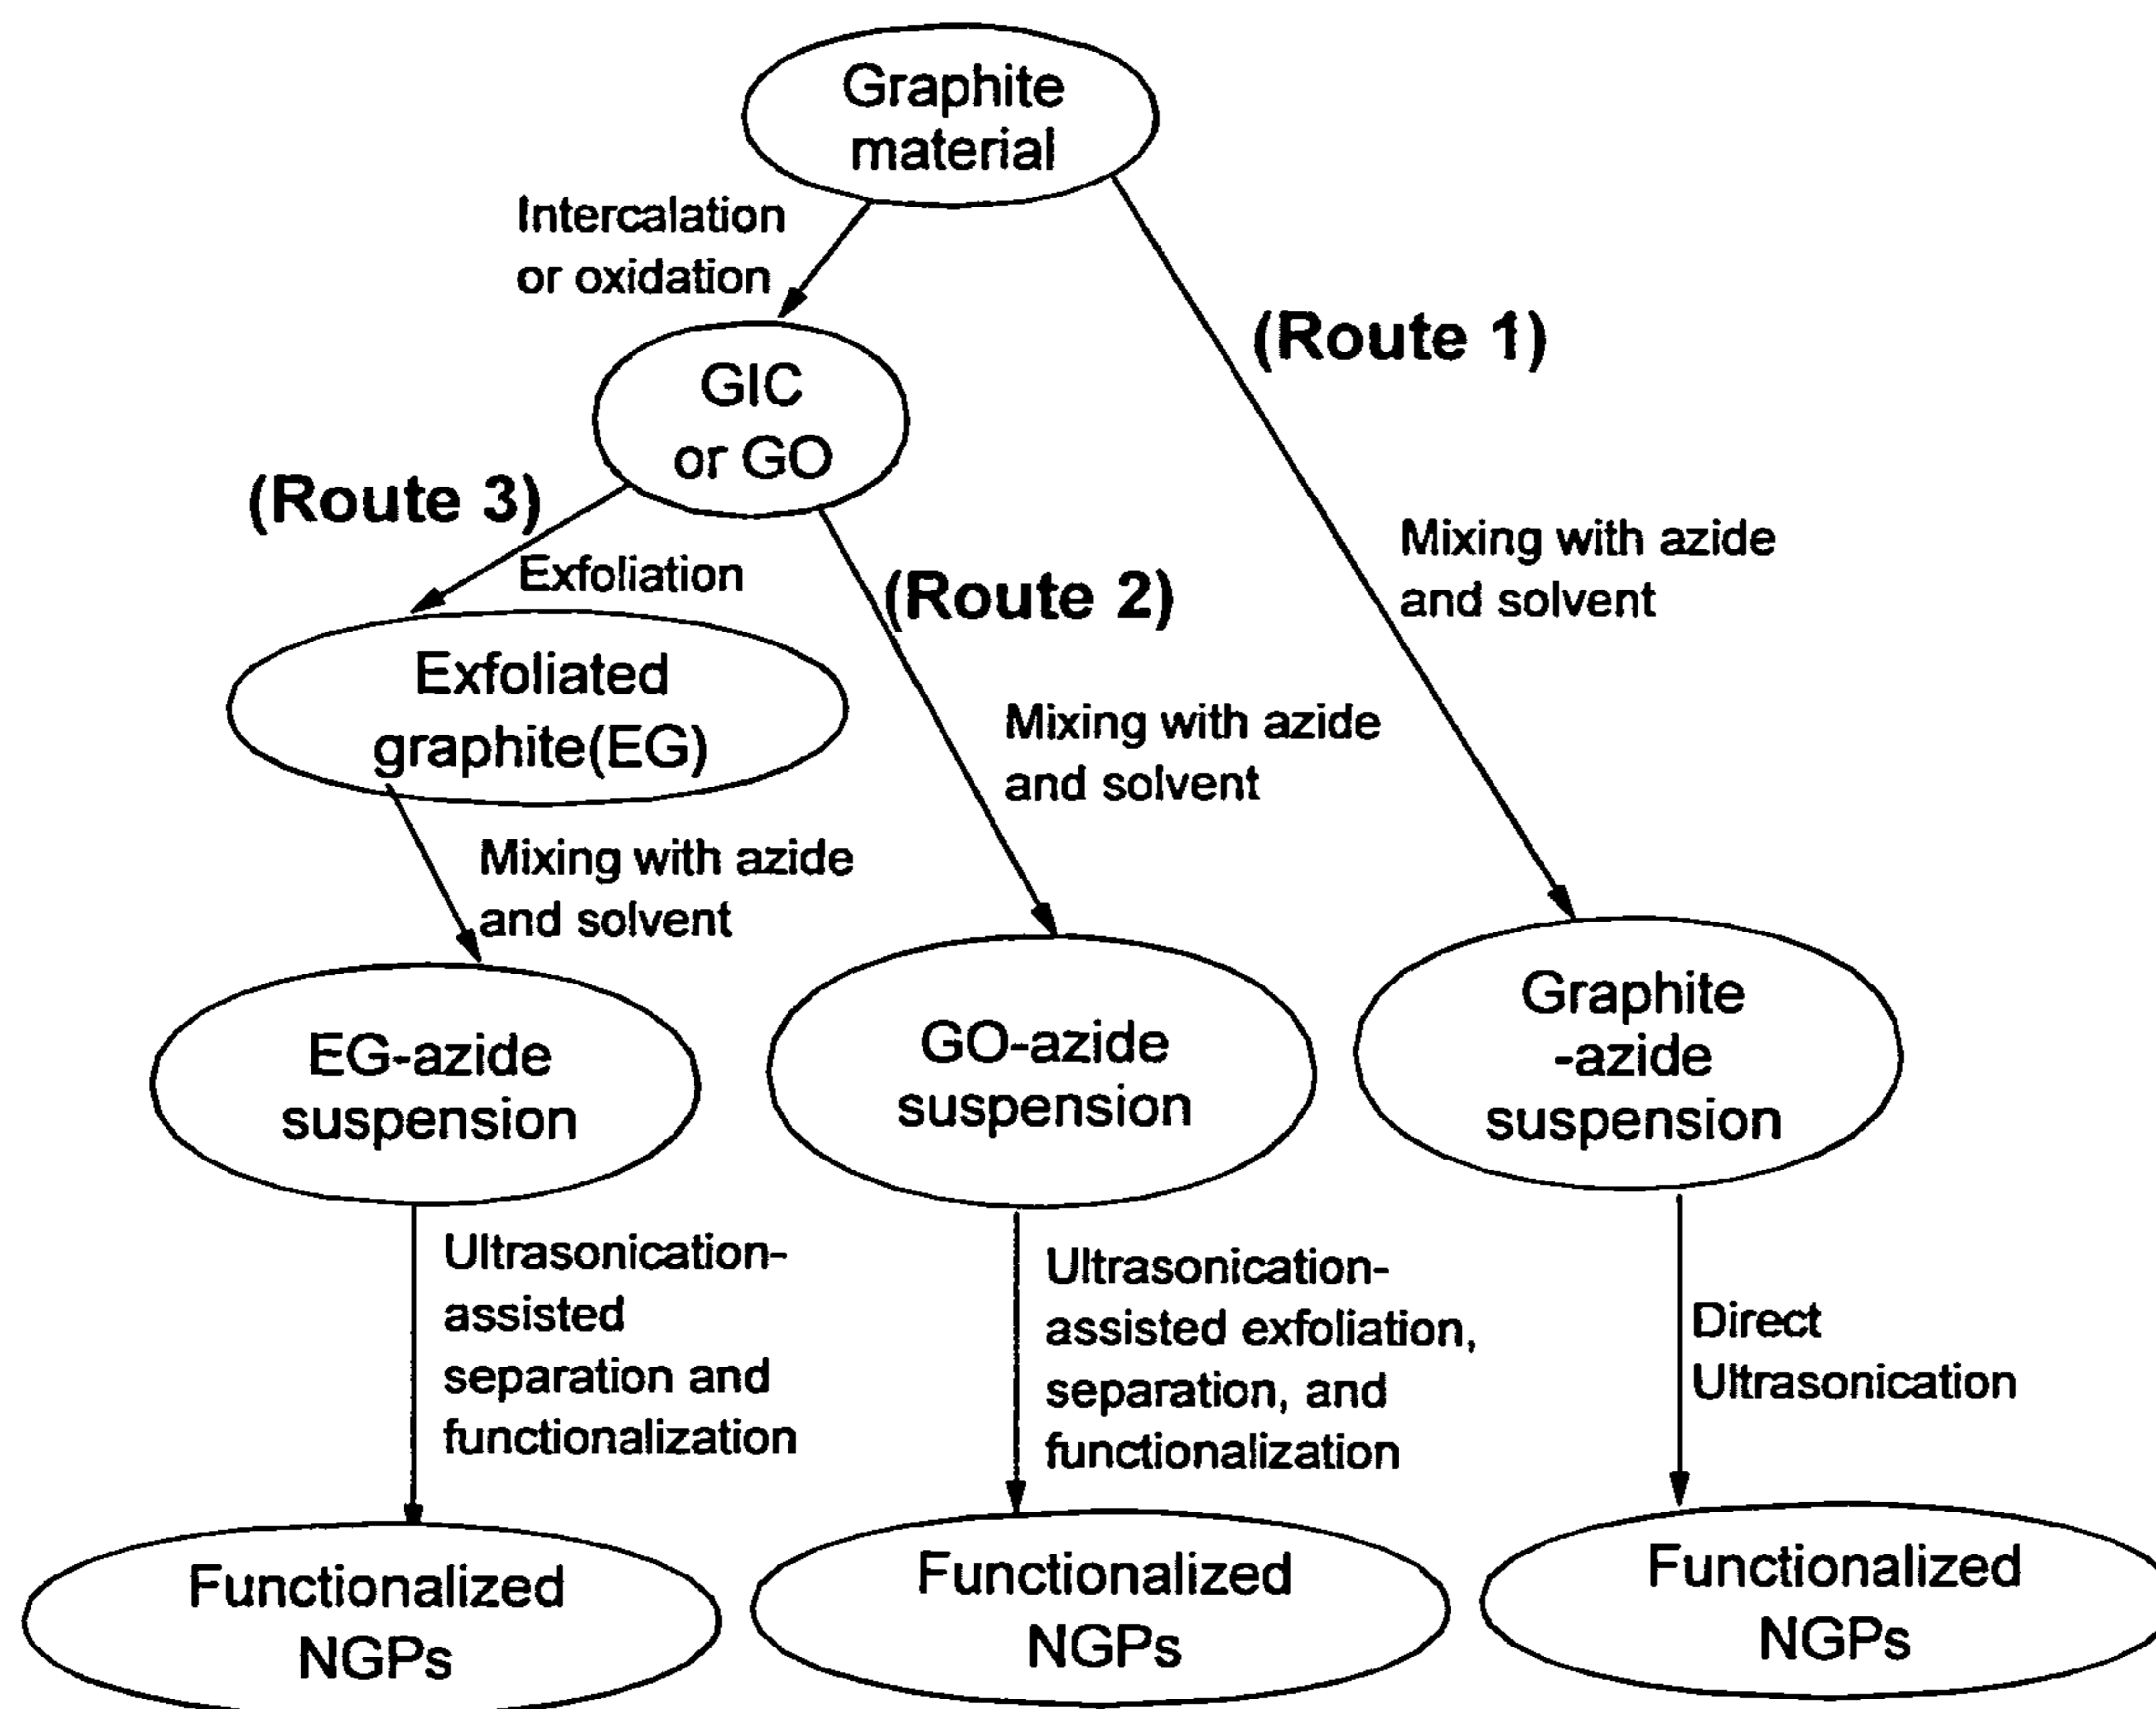 Graphite
material
Intercalation
or oxidation
(Route 1)
GIC
or GO
(Route 3)
Exfoliation
(Route 2)
Mixing with azide
and solvent
Exfoliated
graphite(EG)
Mixing with azide
and solvent
Mixing with azide
and solvent
EG-azide
suspension
GO-azide
suspension
Graphite
-azide
suspension
Ultrasonication-
assisted
separation and
functionalization
Ultrasonication-
assisted exfoliation,
separation, and
functionalization
Direct
Ultrasonication
Functionalized
NGPs
Functionalized
NGPs
Functionalized
NGPs